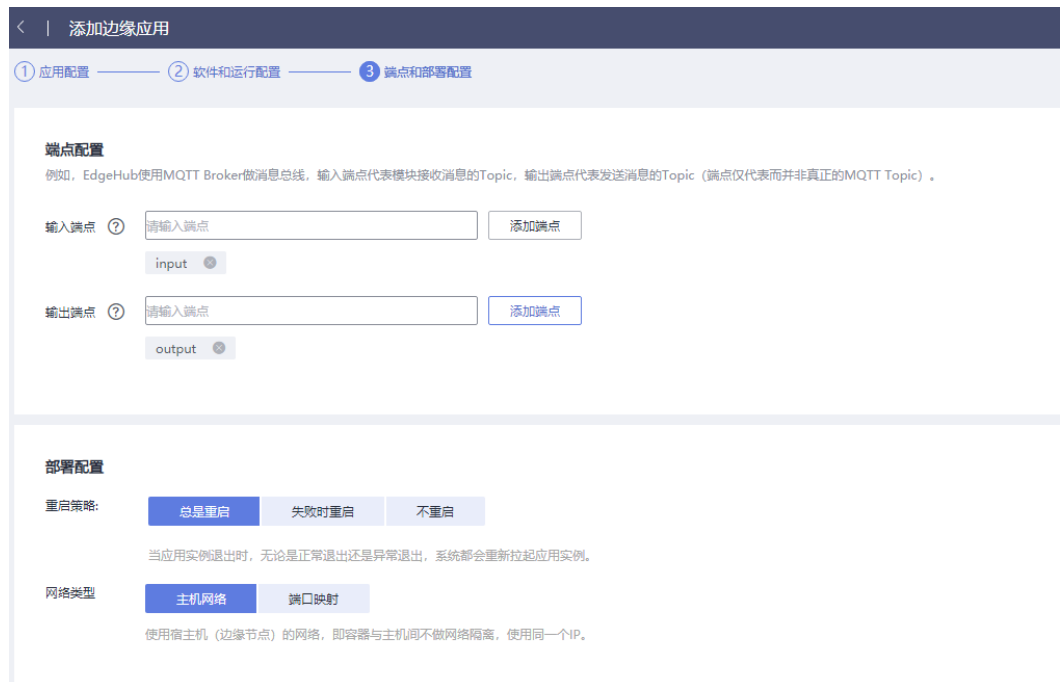 添加边缘应用
1 应用配置 2 软件和运行配置 3 端点和部署配置
端点配置
例如，EdgeHub使用MQTT Broker做消息总线，输入端点代表模块接收消息的Topic，输出端点代表发送消息的Topic（端点仅代表而并非真正的MQTT Topic）。
输入端点 ? 请输入端点 添加端点
input
输出端点 ? 请输入端点 添加端点
output
部署配置
重启策略: 总是重启 失败时重启 不重启
当应用实例退出时，无论是正常退出还是异常退出，系统都会重新拉起应用实例。
网络类型 主机网络 端口映射
使用宿主机（边缘节点）的网络，即容器与主机间不做网络隔离，使用同一个IP。